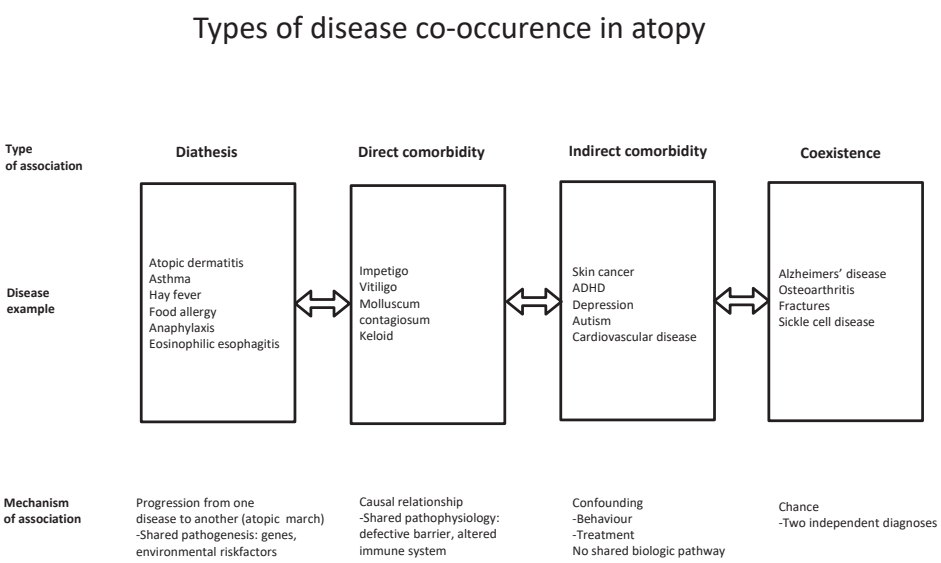 Types of disease co-occurence in atopy
Type
of association
Diathesis
Direct comorbidity
Indirect comorbidity
Coexistence
Disease
example
Atopic dermatitis
Asthma
Hay fever
Food allergy
Anaphylaxis
Eosinophilic esophagitis
Impetigo
Vitiligo
Molluscum
contagiosum
Keloid
Skin cancer
ADHD
Depression
Autism
Cardiovascular disease
Alzheimers’ disease
Osteoarthritis
Fractures
Sickle cell disease
Mechanism
of association
Progression from one
disease to another (atopic march)
-Shared pathogenesis: genes,
environmental riskfactors
Causal relationship
-Shared pathophysiology:
defective barrier, altered
immune system
Confounding
-Behaviour
-Treatment
No shared biologic pathway
Chance
-Two independent diagnoses